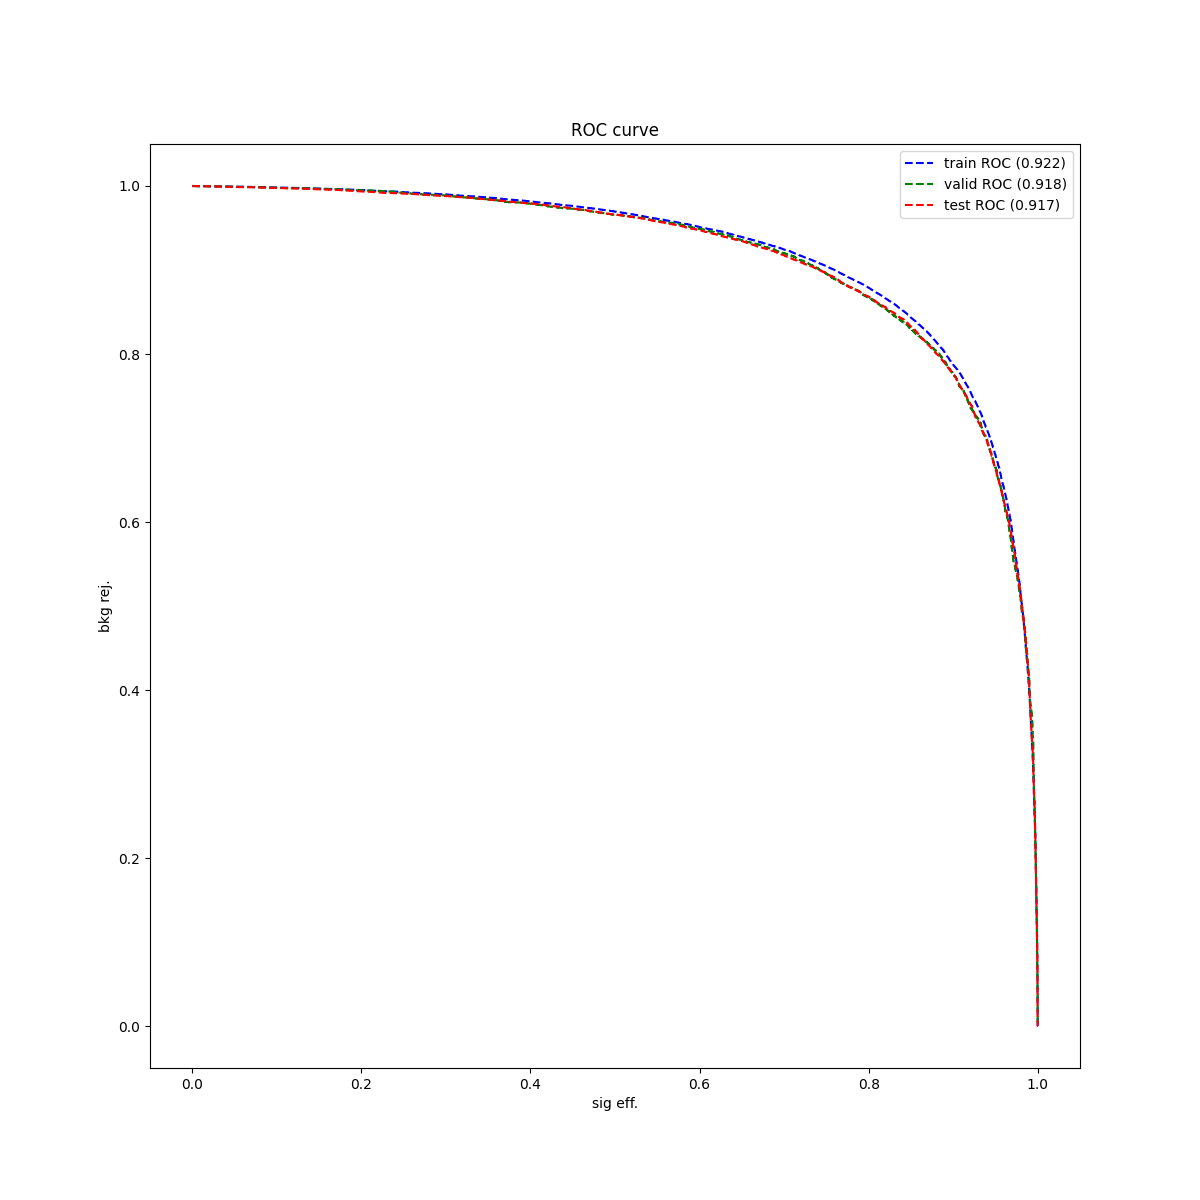 ROC curve
train ROC (0.922)
valid ROC (0.918)
test ROC (0.917)
1.0
0.8
0.6
0.4
0.2
0.0
bkg rej.
0.0 0.2 0.4 0.6 0.8 1.0
sig eff.